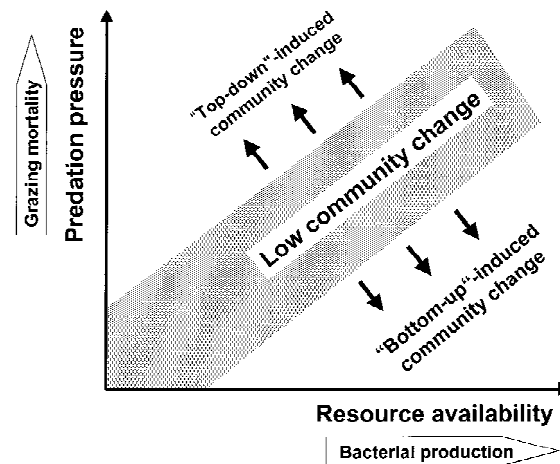 "Top-down"-induced
community change
Grazing mortality
Predation pressure
Low community change
"Bottom-up"-induced
community change
Resource availability
Bacterial production